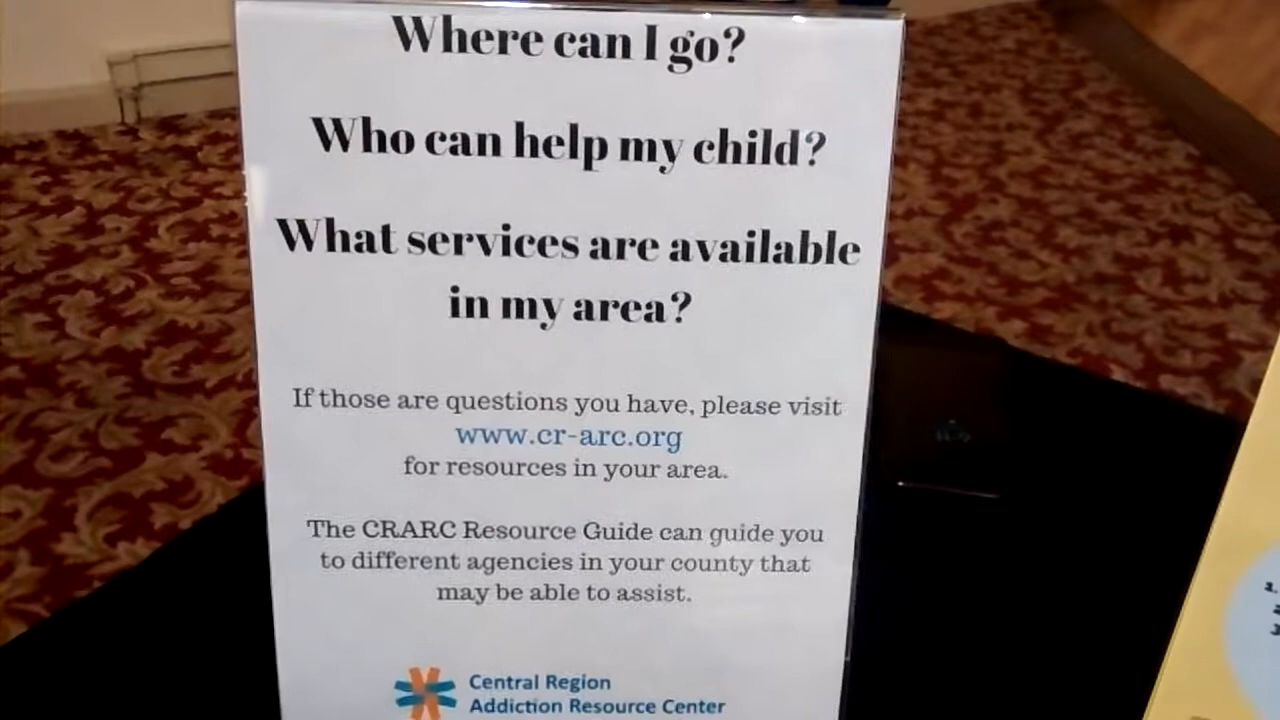 Where can I go?
Who can help my child?
What services are available
in my area?
If those are questions you have, please visit
www.cr-arc.org
for resources in your area.
The CRARC Resource Guide can guide you
to different agencies in your county that
may be able to assist.
Central Region
Addiction Resource Center
1.